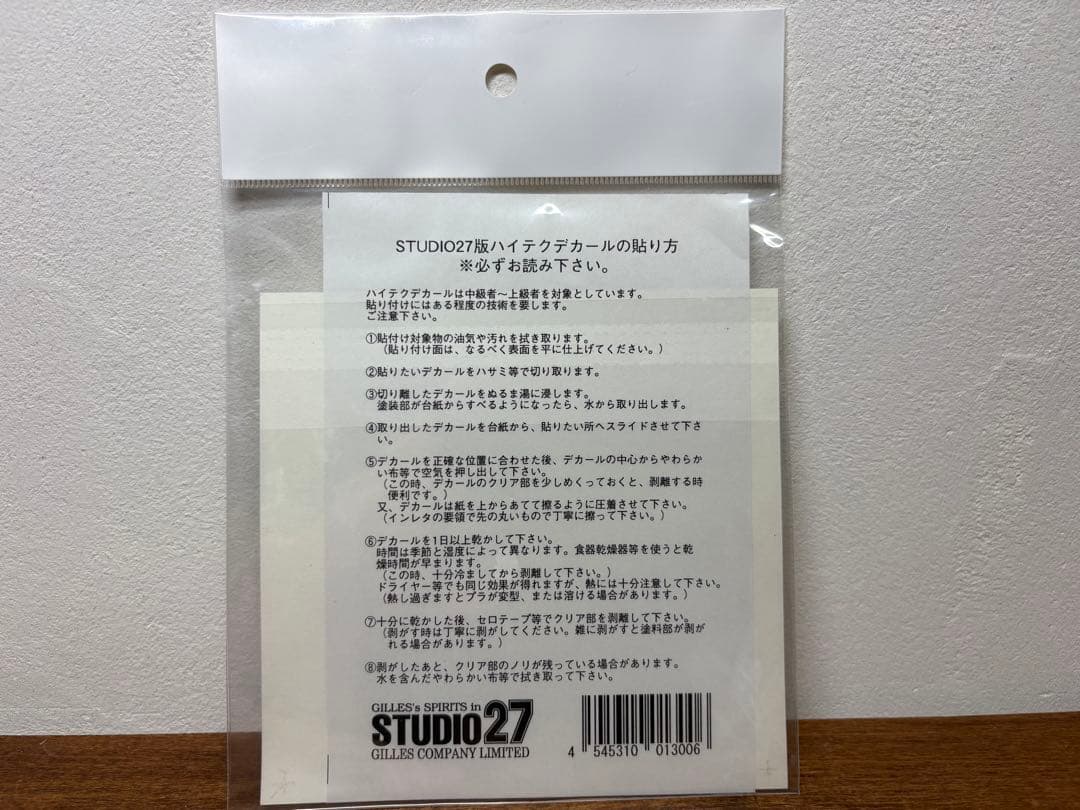 STUDIO27版ハイテクデカールの貼り方
※必ずお読み下さい。
ハイテクデカールは中級者～上級者を対象としています。
貼り付けにはある程度の技術を要します。
ご注意下さい。
①貼付け対象物の油気や汚れを拭き取ります。
（貼り付け面は、なるべく表面を平に仕上げてください。）
②貼りたいデカールをハサミ等で切り取ります。
③切り離したデカールをぬるま湯に浸します。
塗装部が台紙からすべるようになったら、水から取り出します。
④取り出したデカールを台紙から、貼りたい所へスライドさせて下さ
い。
⑤デカールを正確な位置に合わせた後、デカールの中心からやわらか
い布等で空気を押し出して下さい。
（この時、デカールのクリア部を少しめくっておくと、剥離する時
便利です。）
又、デカールは紙を上からあてて擦るように圧着させて下さい。
（インレタの要領で先の丸いもので丁寧に擦って下さい。）
⑥デカールを1日以上乾かして下さい。
時間は季節と湿度によって異なります。食器乾燥器等を使うと乾
燥時間が早まります。
（この時、十分冷ましてから剥離して下さい。）
ドライヤー等でも同じ効果が得れますが、熱には十分注意して下さい。
（熱し過ぎますとプラが変型、または溶ける場合があります。）
⑦十分に乾かした後、セロテープ等でクリア部を剥離して下さい。
（剥がす時は丁寧に剥がしてください。雑に剥がすと塗料部が剥が
れる場合があります。）
⑧剥がしたあと、クリア部のノリが残っている場合があります。
水を含んだやわらかい布等で拭き取って下さい。
GILLES's SPIRITS in
STUDIO27
GILLES COMPANY LIMITED
4 545310 013006